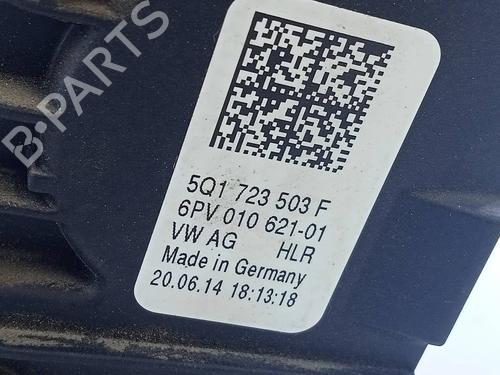 B-PARTS
5Q1 723 503 F
6PV 010 621-01
VW AG HLR
Made in Germany
20.06.14 18:13:18